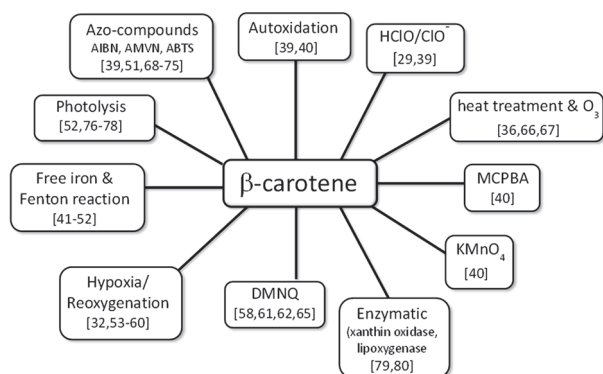 Azo-compounds
AIBN, AMVN, ABTS
[39,51,68-75]
Autoxidation
[39,40]
HClO/ClO⁻
[29,39]
Photolysis
[52,76-78]
heat treatment & O₃
[36,66,67]
β-carotene
Free iron &
Fenton reaction
[41-52]
MCPBA
[40]
KMnO₄
[40]
Hypoxia/
Reoxygenation
[32,53-60]
DMNQ
[58,61,62,65]
Enzymatic
(xanthin oxidase,
lipoxygenase
[79,80]